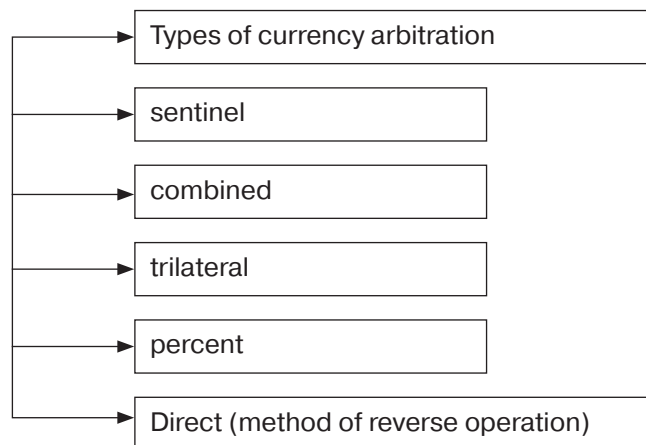 Types of currency arbitration
sentinel
combined
trilateral
percent
Direct (method of reverse operation)